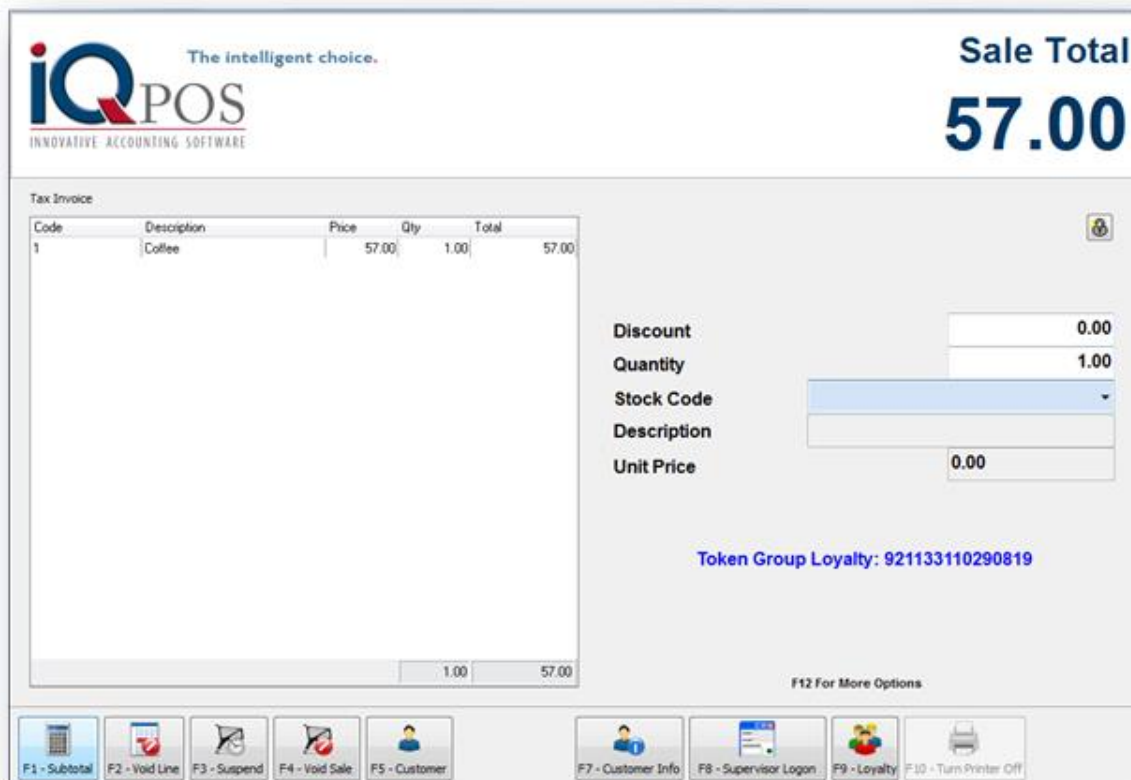 The intelligent choice.
iQPOS
INNOVATIVE ACCOUNTING SOFTWARE
Sale Total
57.00
Tax Invoice
Code Description Price Qty Total
1 Coffee 57.00 1.00 57.00
Discount 0.00
Quantity 1.00
Stock Code
Description
Unit Price 0.00
Token Group Loyalty: 921133110290819
1.00 57.00
F12 For More Options
F1 - Subtotal F2 - Void Line F3 - Suspend F4 - Void Sale F5 - Customer F7 - Customer Info F8 - Supervisor Logon F9 - Loyalty F10 - Turn Printer Off